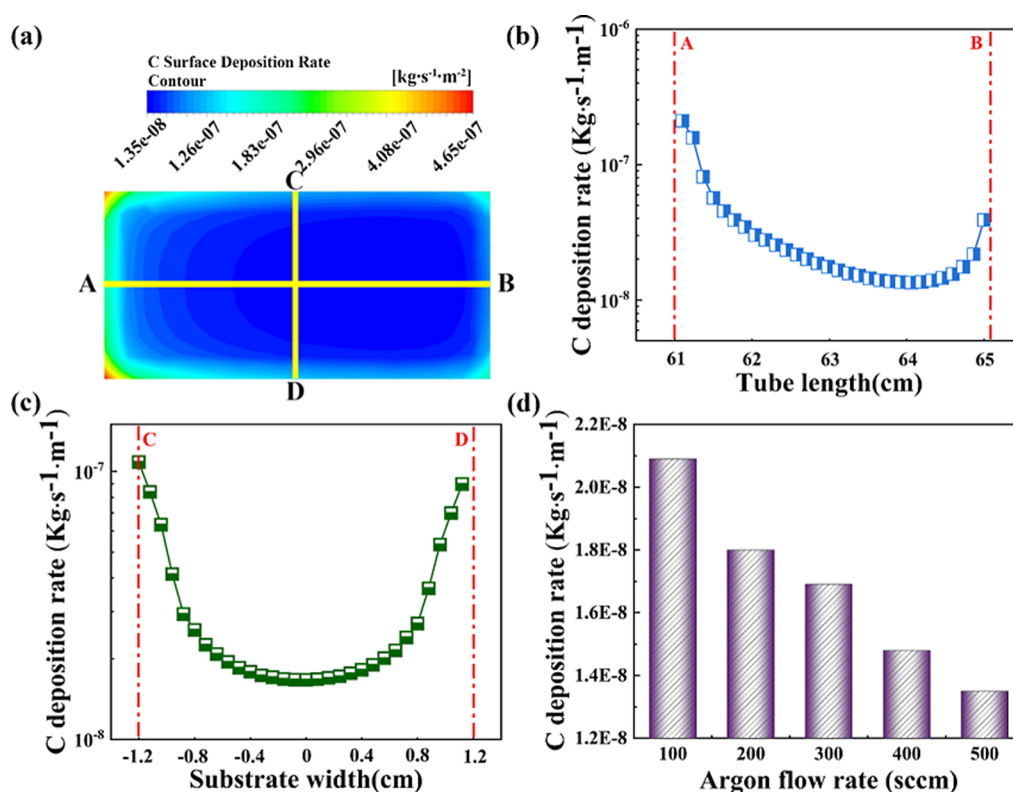 (a)
C Surface Deposition Rate
Contour
[kg·s⁻¹·m⁻²]
1.35e-08
1.26e-07
1.83e-07
2.96e-07
4.08e-07
4.65e-07
C
A
B
D
(b)
C deposition rate (Kg·s⁻¹·m⁻¹)
10⁻⁶
10⁻⁷
10⁻⁸
A
B
61
62
63
64
65
Tube length(cm)
(c)
C deposition rate (Kg·s⁻¹·m⁻¹)
10⁻⁷
10⁻⁸
C
D
-1.2
-0.8
-0.4
0
0.4
0.8
1.2
Substrate width(cm)
(d)
C deposition rate (Kg·s⁻¹·m⁻¹)
2.2E-8
2.0E-8
1.8E-8
1.6E-8
1.4E-8
1.2E-8
100
200
300
400
500
Argon flow rate (sccm)